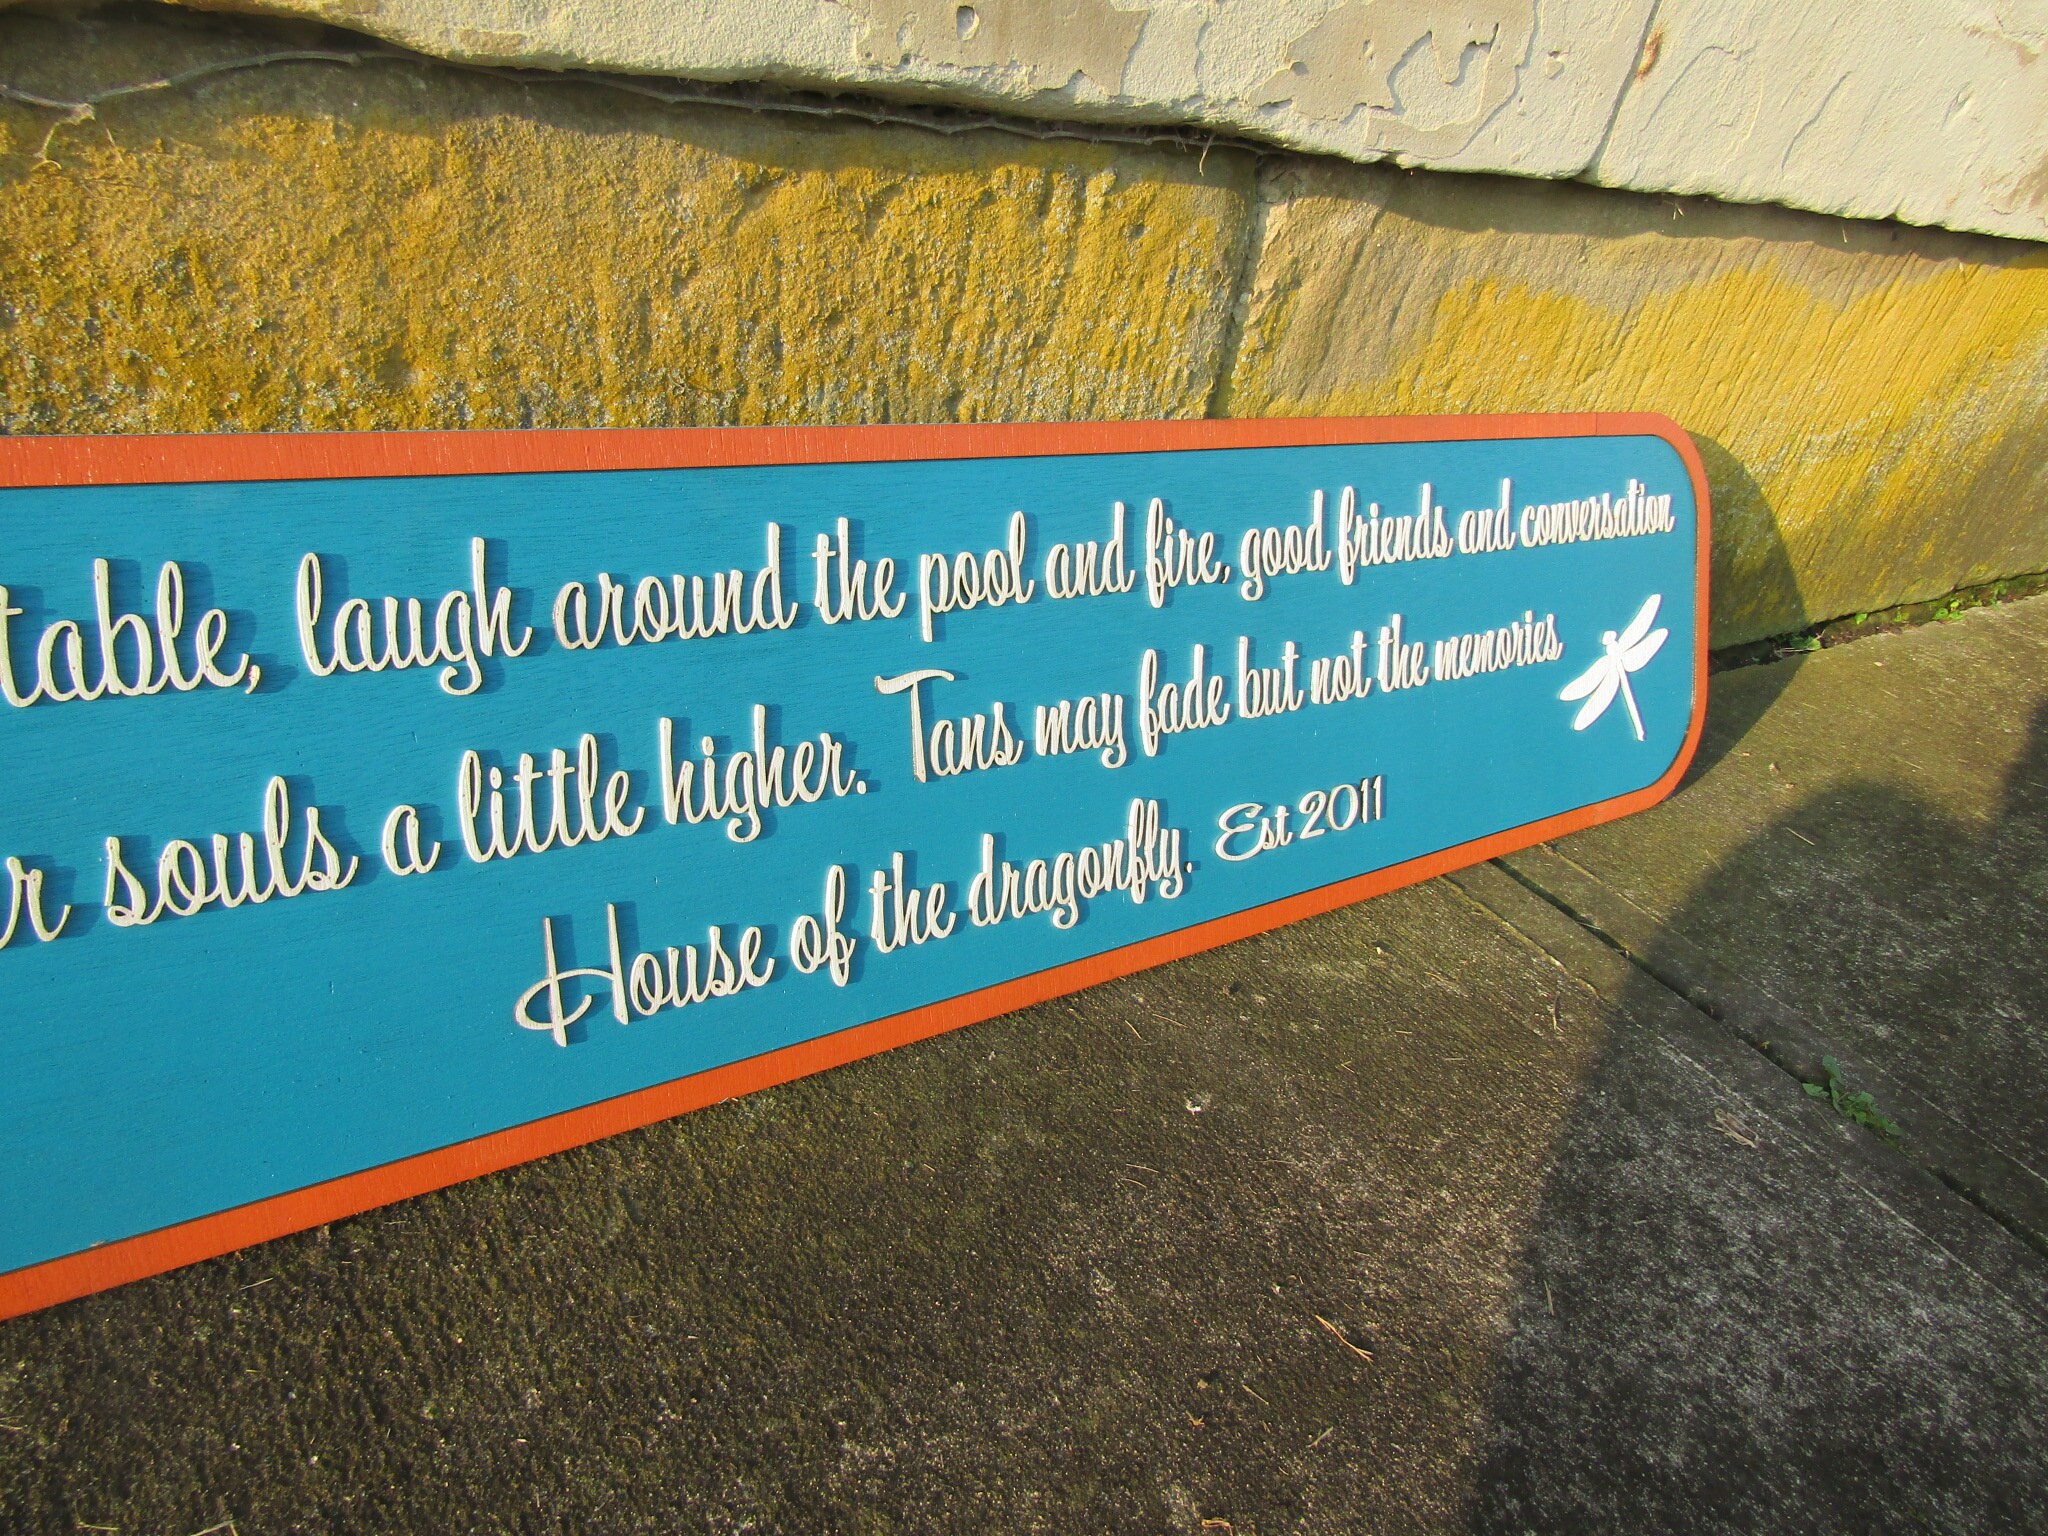 table, laugh around the pool and fire, good friends and conversation
souls a little higher. Tans may fade but not the memories
House of the dragonfly. Est 2011